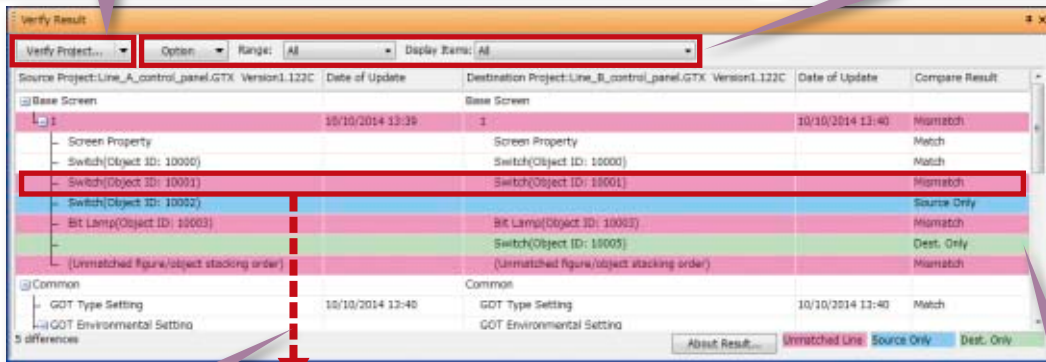 Verify Result
Verify Project... Option Range: All Display Items: All
Source Project:Line_A_control_panel.GTX Version1.122C Date of Update Destination Project:Line_B_control_panel.GTX Version1.122C Date of Update Compare Result
Base Screen Base Screen
1 10/10/2014 13:39 1 10/10/2014 13:40 Mismatch
Screen Property Screen Property Match
Switch(Object ID: 10000) Switch(Object ID: 10000) Match
Switch(Object ID: 10001) Switch(Object ID: 10001) Mismatch
Switch(Object ID: 10002) Source Only
Bit Lamp(Object ID: 10003) Bit Lamp(Object ID: 10003) Mismatch
Switch(Object ID: 10005) Dest. Only
(Unmatched figure/object stacking order) (Unmatched figure/object stacking order) Mismatch
Common Common
GOT Type Setting 10/10/2014 13:40 GOT Type Setting 10/10/2014 13:40 Match
GOT Environmental Setting GOT Environmental Setting
5 differences About Result... Unmatched Line Source Only Dest. Only